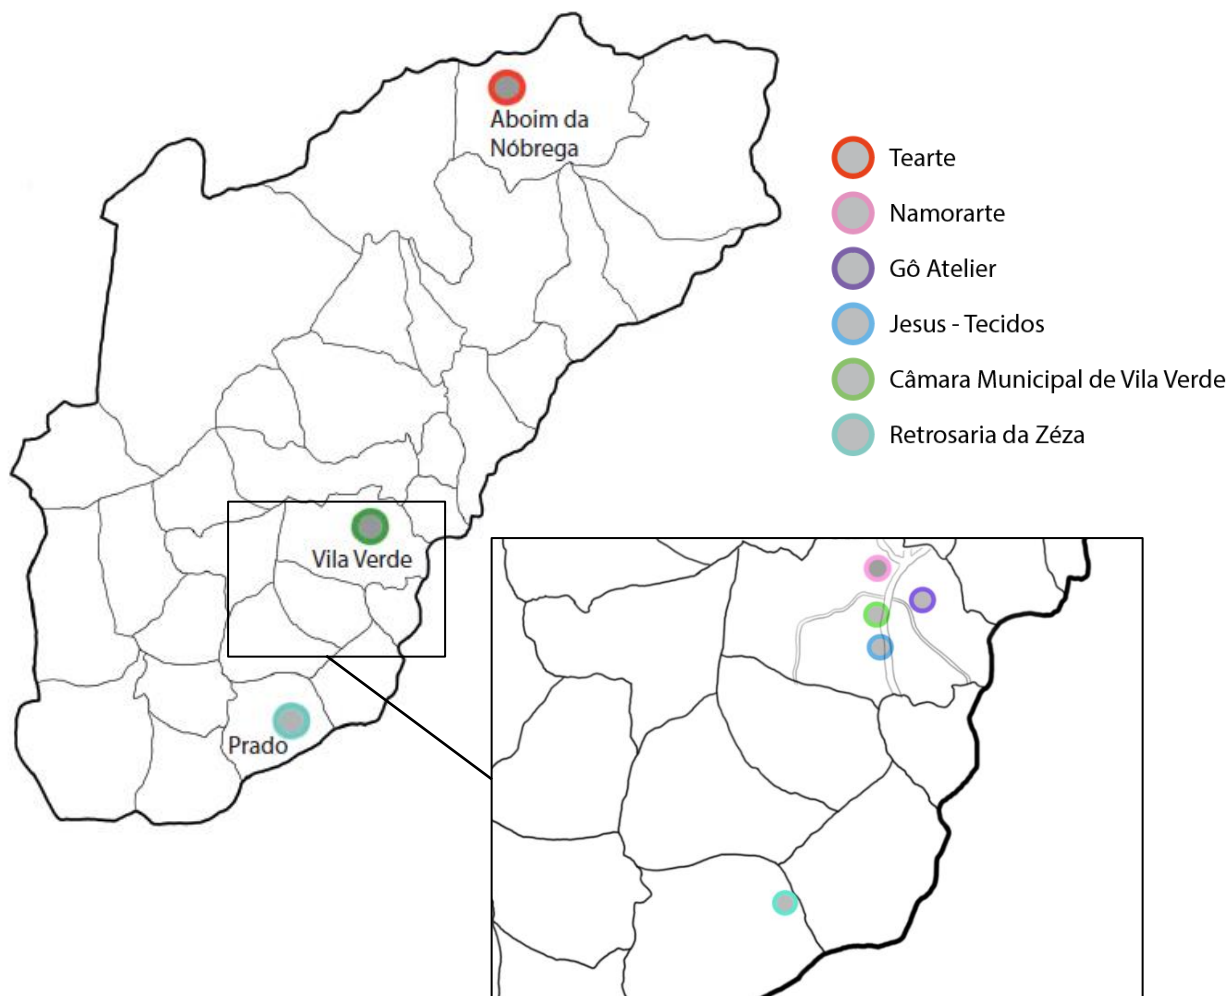 Aboim da
Nóbrega
Tearte
Namorarte
Gô Atelier
Jesus - Tecidos
Câmara Municipal de Vila Verde
Retrosaria da Zéza
Vila Verde
Prado